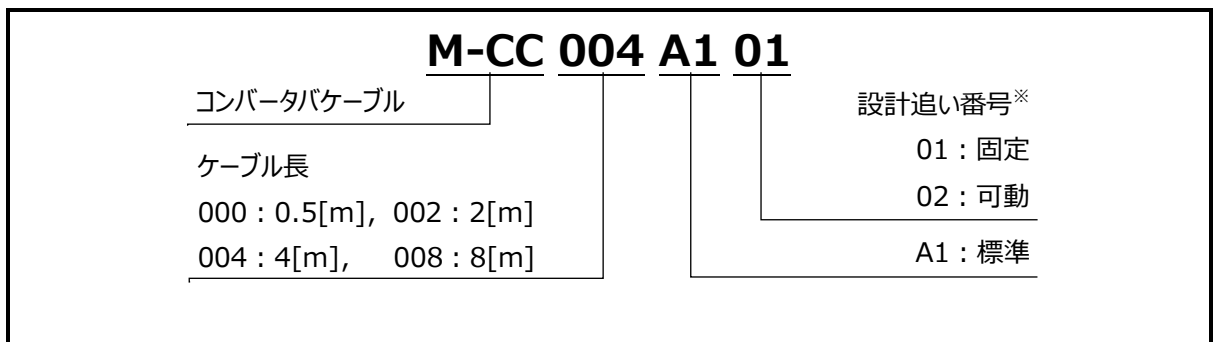 M-CC 004 A1 01
コンバータバケーブル
ケーブル長
000：0.5[m]，002：2[m]
004：4[m]，　008：8[m]
設計追い番号※
01：固定
02：可動
A1：標準